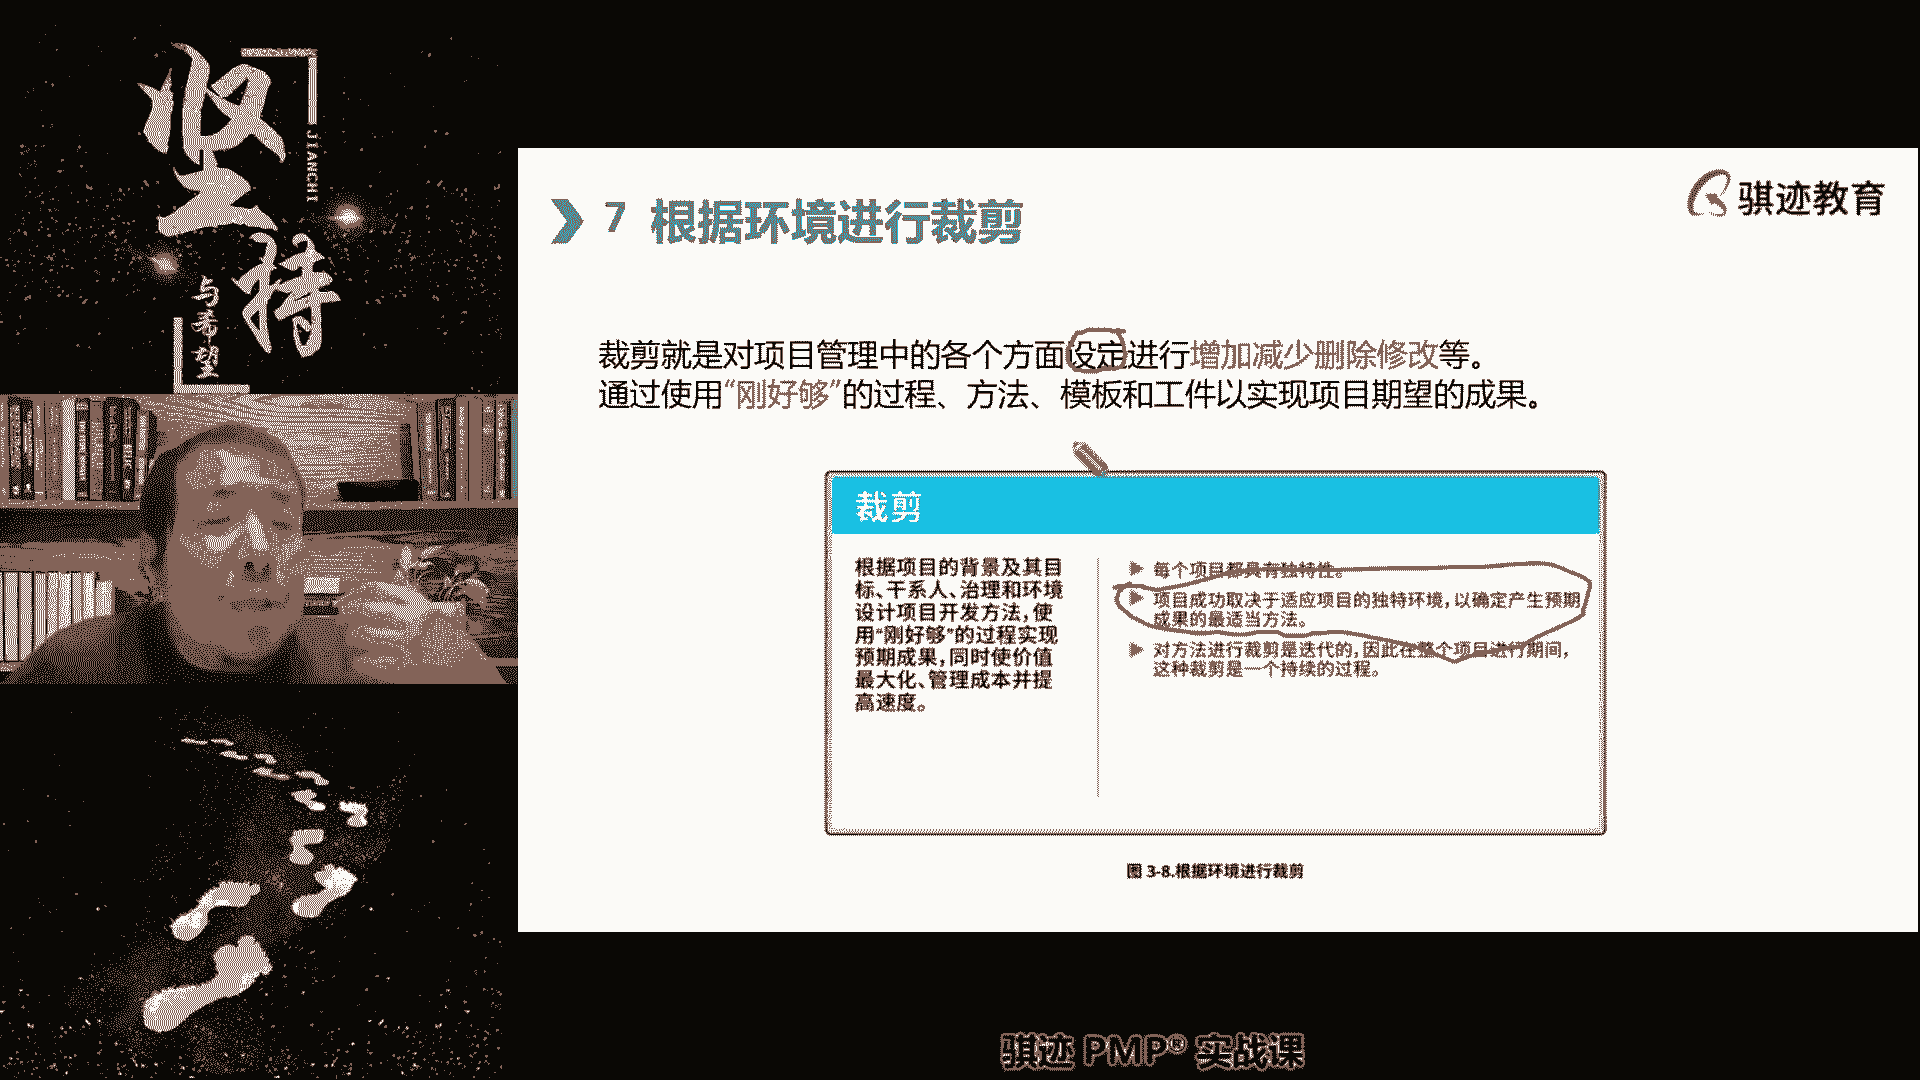 坚持
JIANCHI
与希望
7 根据环境进行裁剪
骐迹教育
裁剪就是对项目管理中的各个方面设定进行增加减少删除修改等。
通过使用“刚好够”的过程、方法、模板和工件以实现项目期望的成果。
裁剪
根据项目的背景及其目
标、干系人、治理和环境
设计项目开发方法,使
用“刚好够”的过程实现
预期成果,同时使价值
最大化、管理成本并提
高速度。
▶ 每个项目都具有独特性。
▶ 项目成功取决于适应项目的独特环境,以确定产生预期
成果的最适当方法。
▶ 对方法进行裁剪是迭代的,因此在整个项目进行期间,
这种裁剪是一个持续的过程。
图 3-8.根据环境进行裁剪
骐迹 PMP® 实战课